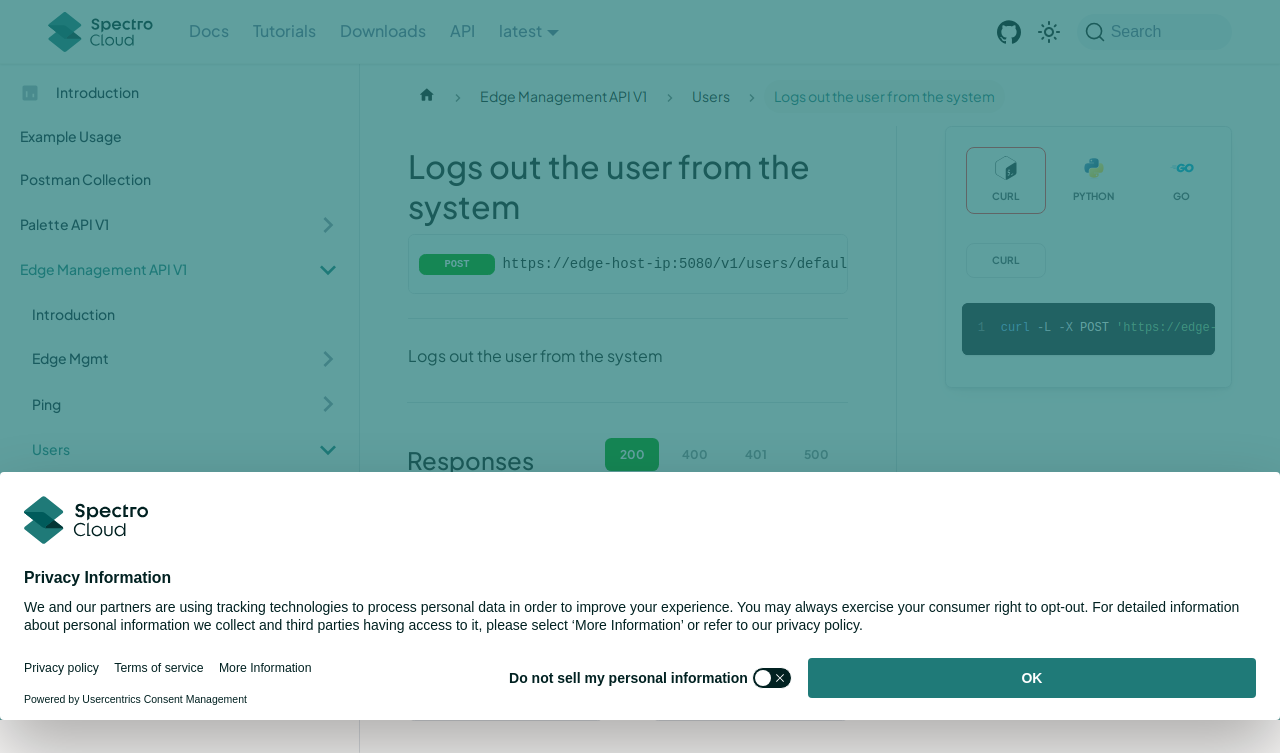 Spectro Cloud
Docs
Tutorials
Downloads
API
latest
Search
Introduction
Example Usage
Postman Collection
Palette API V1
Edge Management API V1
Introduction
Edge Mgmt
Ping
Users
Edge Management API V1
Users
Logs out the user from the system
Logs out the user from the
system
POST
https://edge-host-ip:5080/v1/users/defaul
Logs out the user from the system
Responses
200
400
401
500
CURL
PYTHON
GO
CURL
1 curl -L -X POST 'https://edge-
Spectro
Cloud
Privacy Information
We and our partners are using tracking technologies to process personal data in order to improve your experience. You may always exercise your consumer right to opt-out. For detailed information
about personal information we collect and third parties having access to it, please select ‘More Information’ or refer to our privacy policy.
Privacy policy
Terms of service
More Information
Powered by Usercentrics Consent Management
Do not sell my personal information
OK